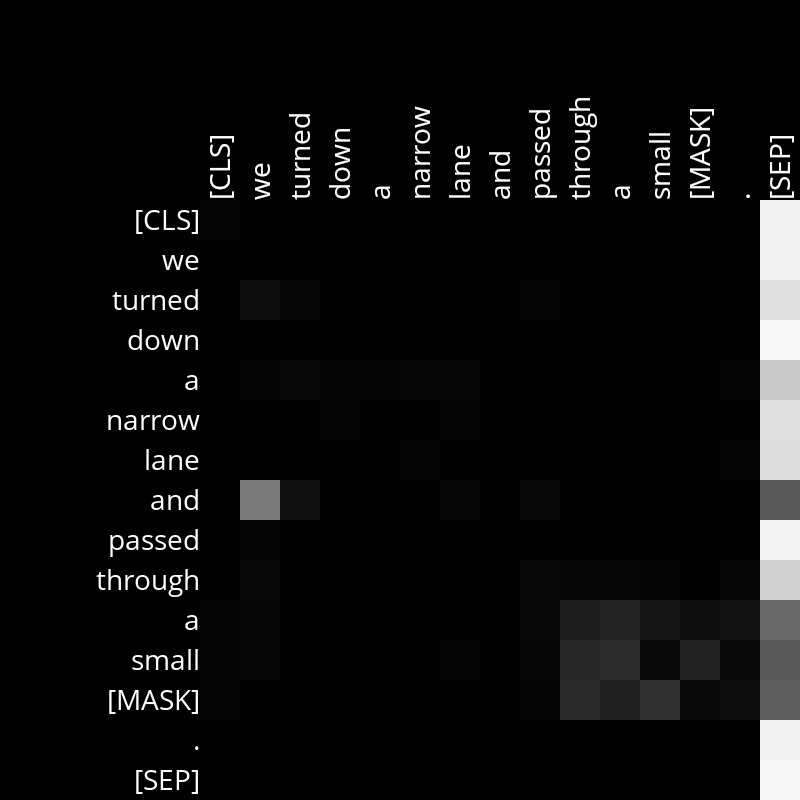 [CLS] we turned down a narrow lane and passed through a small [MASK] . [SEP]
[CLS]
we
turned
down
a
narrow
lane
and
passed
through
a
small
[MASK]
.
[SEP]